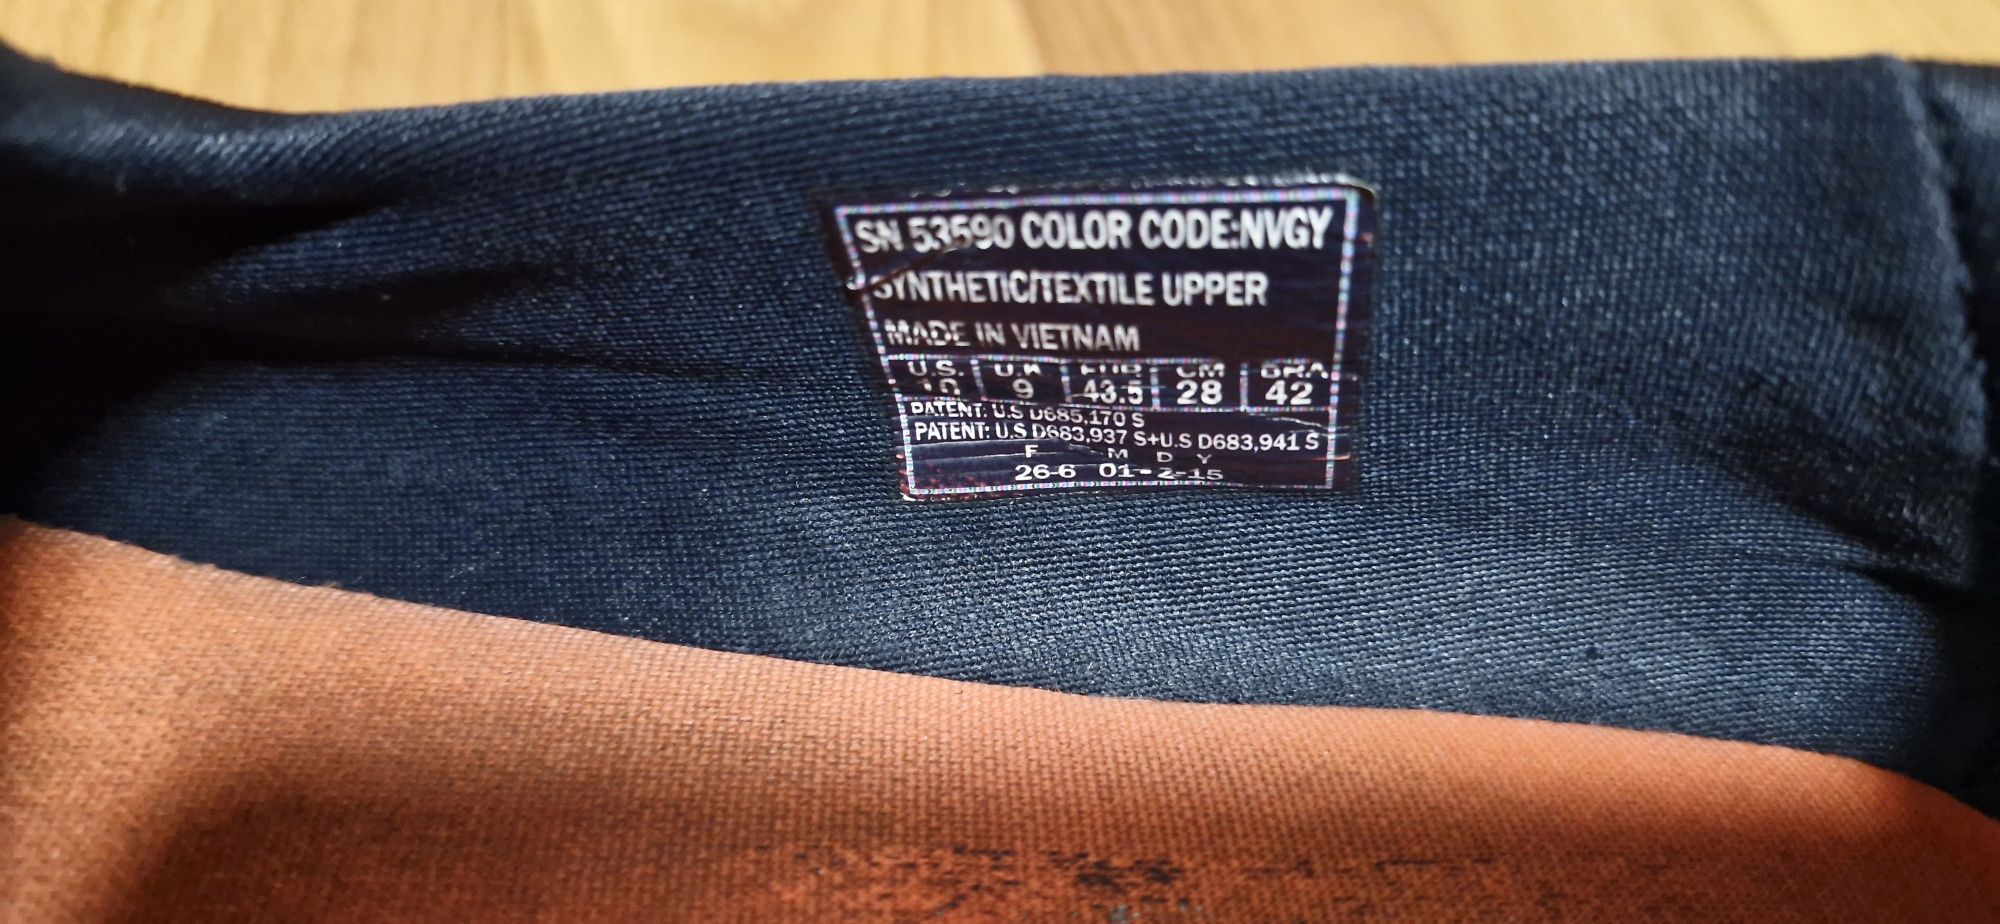 SN 53590 COLOR CODE:NVGY
SYNTHETIC/TEXTILE UPPER
MADE IN VIETNAM
U.S. U.K EUR CM BRA
10 9 43.5 28 42
PATENT: U.S D685,170 S
PATENT: U.S D683,937 S+U.S D683,941 S
F M D Y
26-6 01-2-15